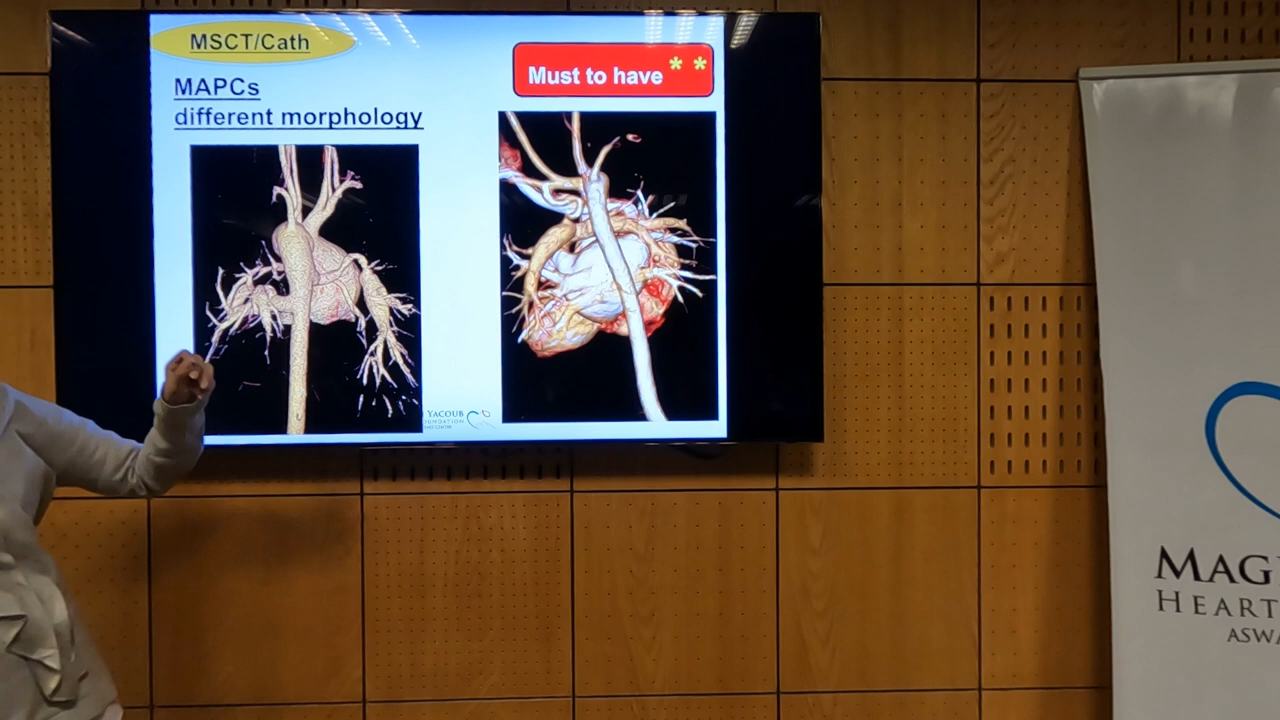 MSCT/Cath
Must to have * *
MAPCs
different morphology
YACOUB
MAG
HEART
ASWA